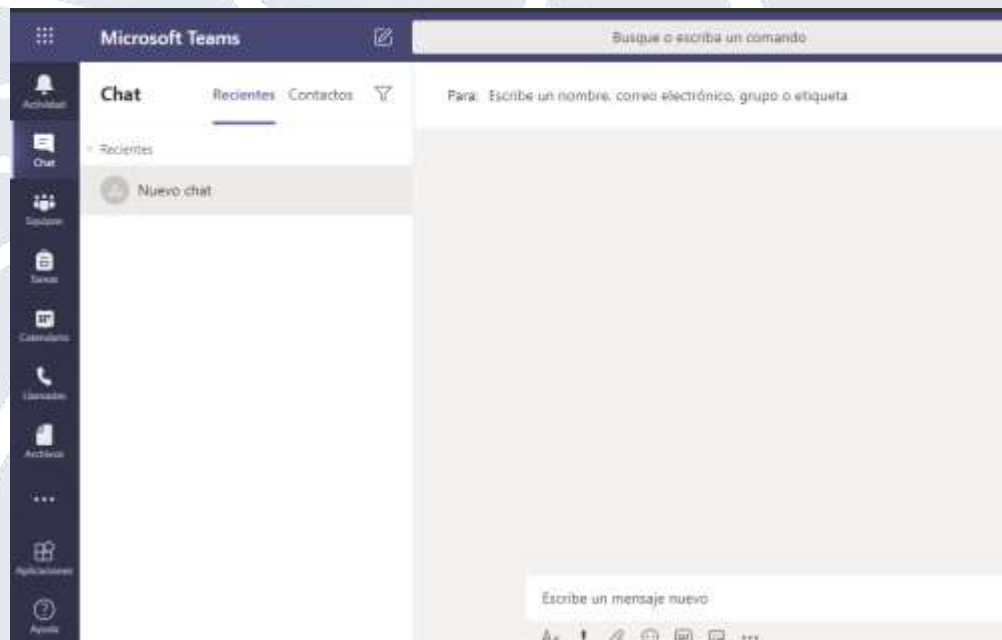 Microsoft Teams
Busque o escriba un comando
Actividad
Chat
Equipos
Tareas
Calendario
Llamadas
Archivos
Aplicaciones
Ayuda
Chat
Recientes Contactos
Recientes
Nuevo chat
Para: Escribe un nombre, correo electrónico, grupo o etiqueta
Escribe un mensaje nuevo